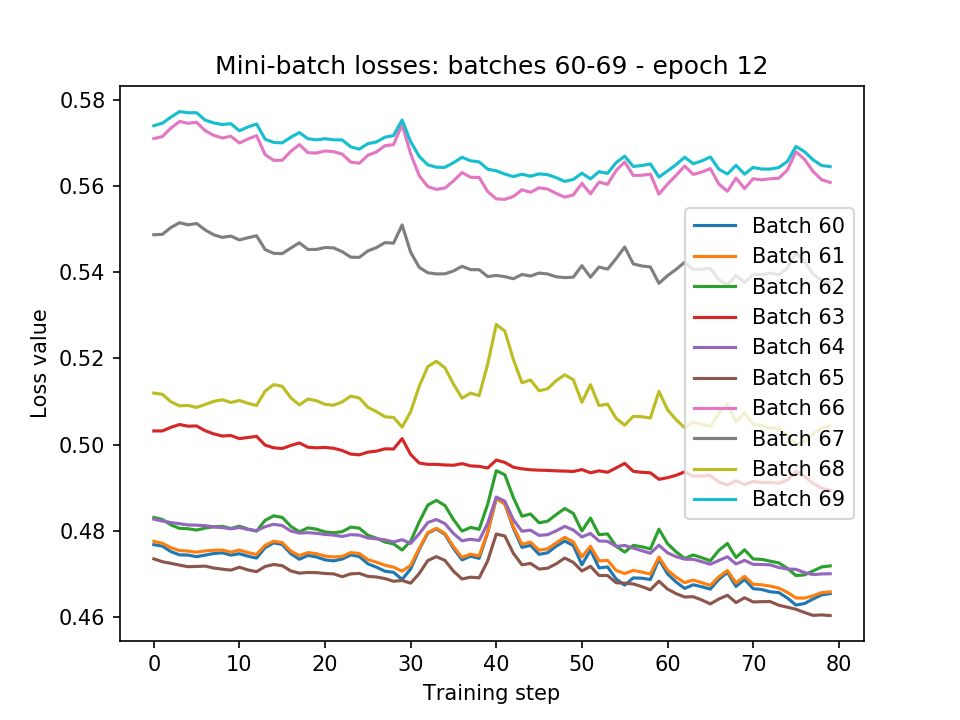 Mini-batch losses: batches 60-69 - epoch 12
0.58
0.56
0.54
0.52
0.50
0.48
0.46
Loss value
0 10 20 30 40 50 60 70 80
Training step
Batch 60
Batch 61
Batch 62
Batch 63
Batch 64
Batch 65
Batch 66
Batch 67
Batch 68
Batch 69